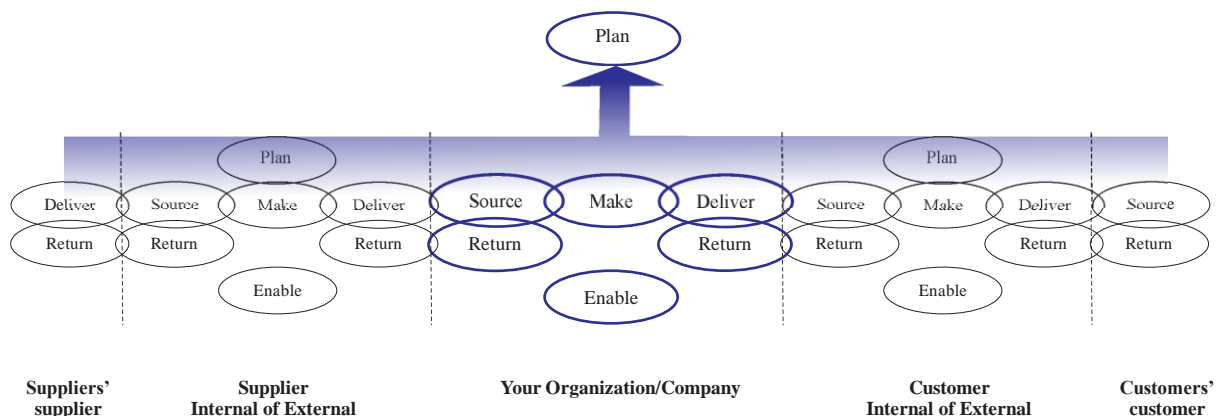 Plan
Plan Plan
Deliver Source Make Deliver Source Make Deliver Source Make Deliver Source
Return Return Return Return Return Return Return Return
Enable Enable Enable
Suppliers' Supplier Your Organization/Company Customer Customers'
supplier Internal of External Internal of External customer